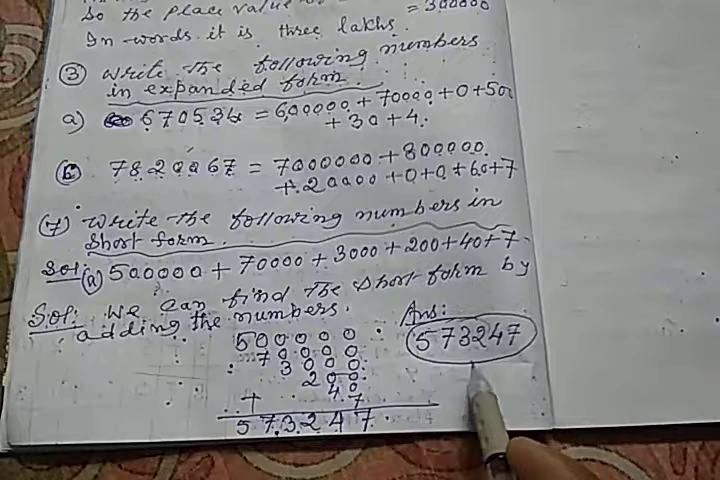 So the place value = 300000
In words it is three lakhs.
③ Write the following numbers
in expanded form
a) 670534 = 600000 + 70000 + 0 + 500
+ 30 + 4.
(b) 7820067 = 7000000 + 800000
+ 20000 + 0 + 0 + 60 + 7
(7) Write the following numbers in
short form.
Sol: (a) 500000 + 70000 + 3000 + 200 + 40 + 7.
Sol: We can find the short form by
adding the numbers.
Ans:
573247
500000
70000
3000
200
40
+ 7
573247